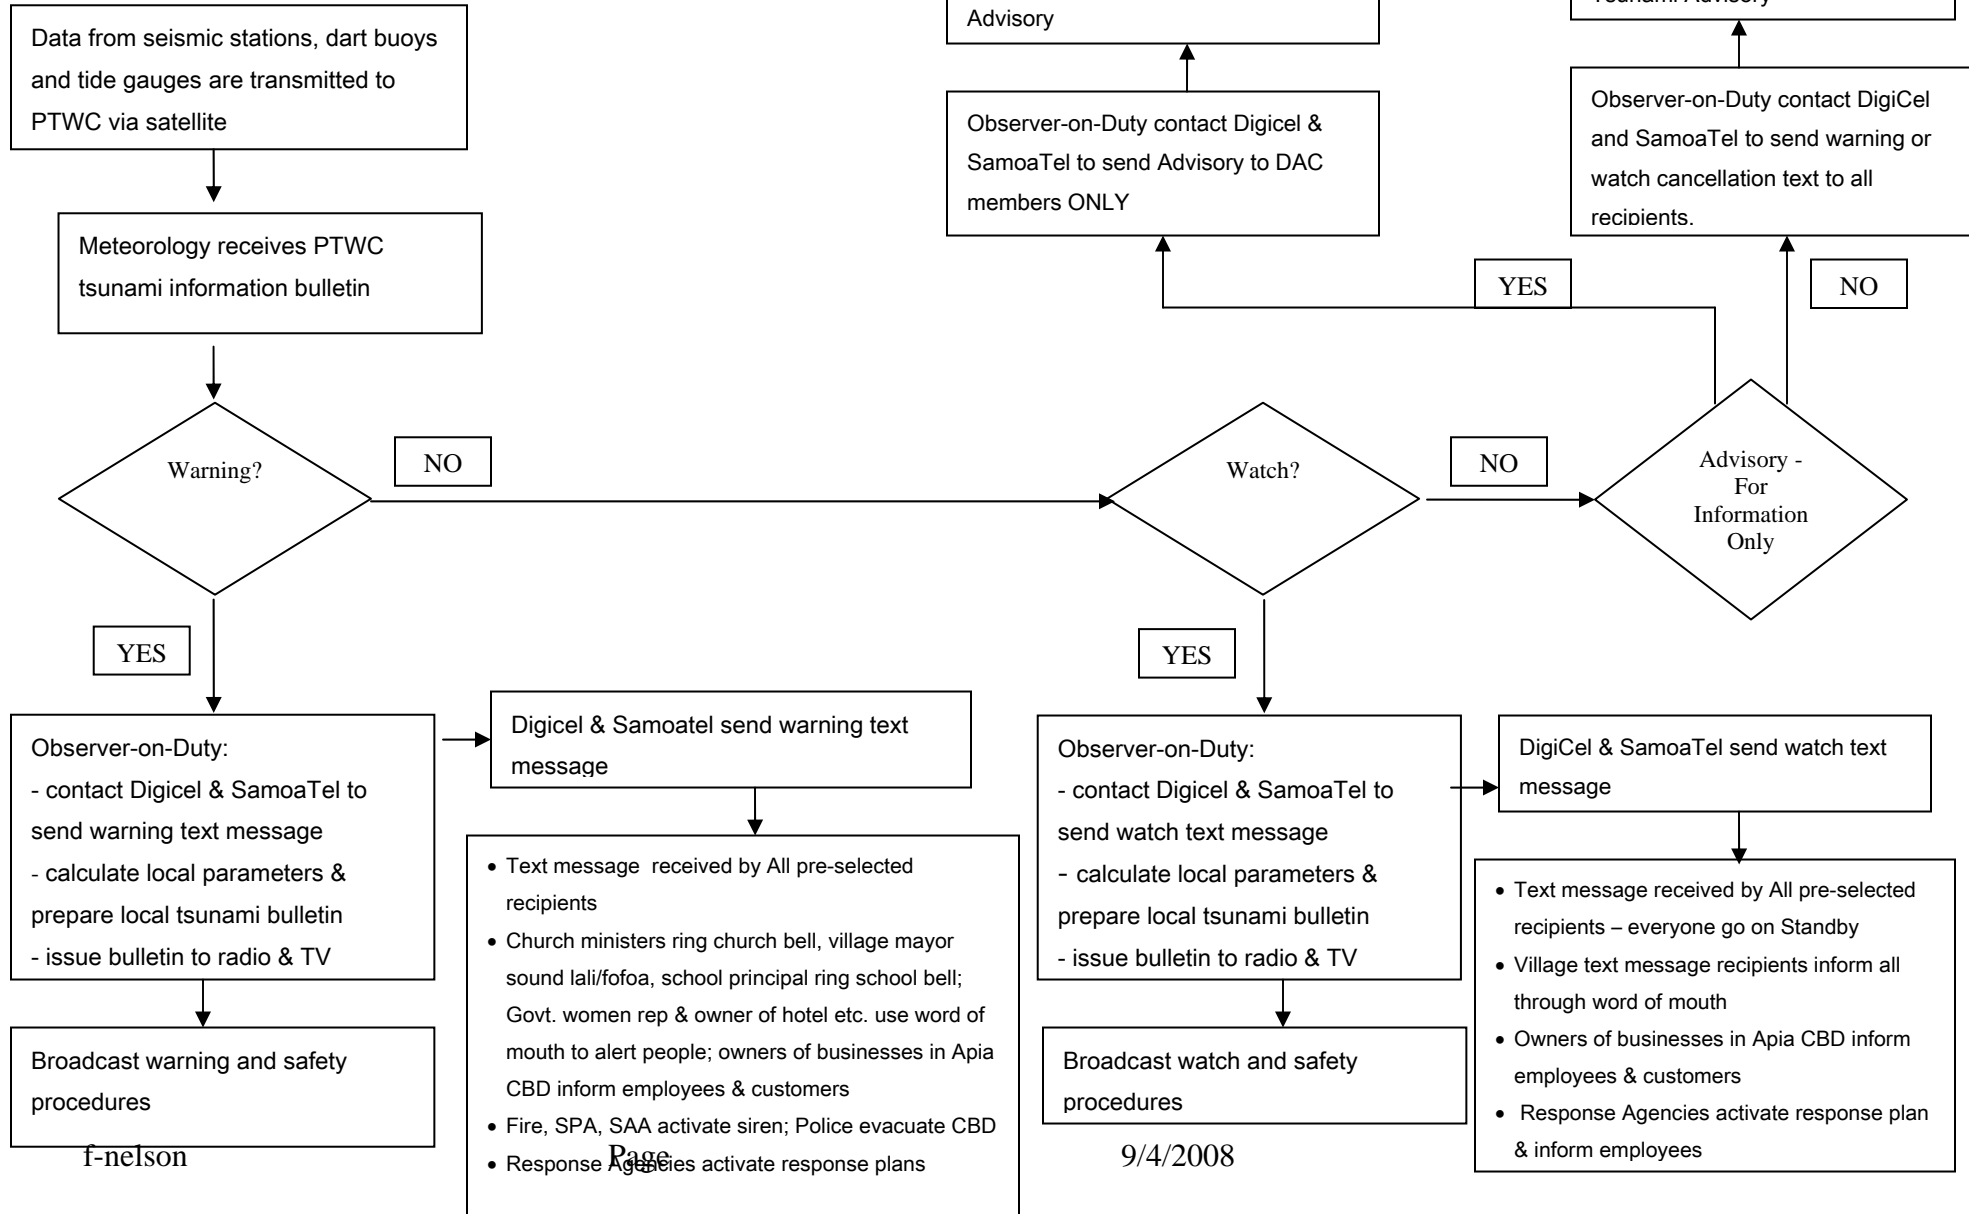 Data from seismic stations, dart buoys
and tide gauges are transmitted to
PTWC via satellite
Advisory
Tsunami Advisory
Observer-on-Duty contact Digicel &
SamoaTel to send Advisory to DAC
members ONLY
Observer-on-Duty contact DigiCel
and SamoaTel to send warning or
watch cancellation text to all
recipients.
Meteorology receives PTWC
tsunami information bulletin
YES
NO
Warning?
NO
Watch?
NO
Advisory -
For
Information
Only
YES
YES
Observer-on-Duty:
- contact Digicel & SamoaTel to
send warning text message
- calculate local parameters &
prepare local tsunami bulletin
- issue bulletin to radio & TV
Digicel & Samoatel send warning text
message
Observer-on-Duty:
- contact Digicel & SamoaTel to
send watch text message
- calculate local parameters &
prepare local tsunami bulletin
- issue bulletin to radio & TV
DigiCel & SamoaTel send watch text
message
• Text message  received by All pre-selected
recipients
• Church ministers ring church bell, village mayor
sound lali/fofoa, school principal ring school bell;
Govt. women rep & owner of hotel etc. use word of
mouth to alert people; owners of businesses in Apia
CBD inform employees & customers
• Fire, SPA, SAA activate siren; Police evacuate CBD
• Response Agencies activate response plans
• Text message received by All pre-selected
recipients – everyone go on Standby
• Village text message recipients inform all
through word of mouth
• Owners of businesses in Apia CBD inform
employees & customers
•  Response Agencies activate response plan
& inform employees
Broadcast warning and safety
procedures
Broadcast watch and safety
procedures
f-nelson
Page
9/4/2008